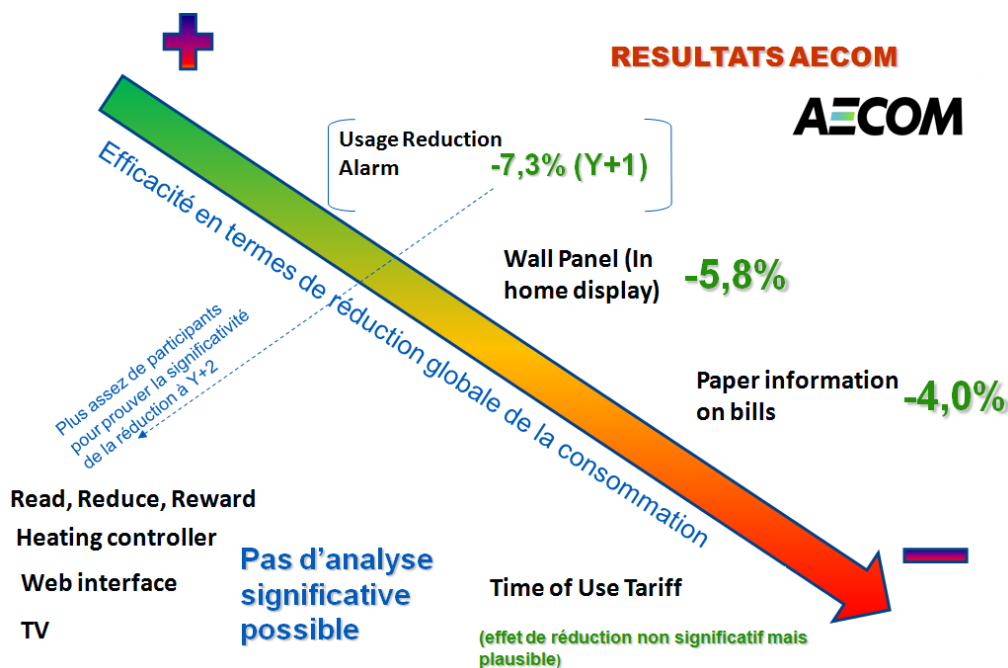 RESULTATS AECOM
AECOM
Usage Reduction
Alarm
-7,3% (Y+1)
Efficacité en termes de réduction globale de la consommation
Wall Panel (In
home display)
-5,8%
Paper information
on bills
-4,0%
Plus assez de participants
pour prouver la significativité
de la réduction à Y+2
Read, Reduce, Reward
Heating controller
Web interface
TV
Pas d’analyse
significative
possible
Time of Use Tariff
(effet de réduction non significatif mais
plausible)